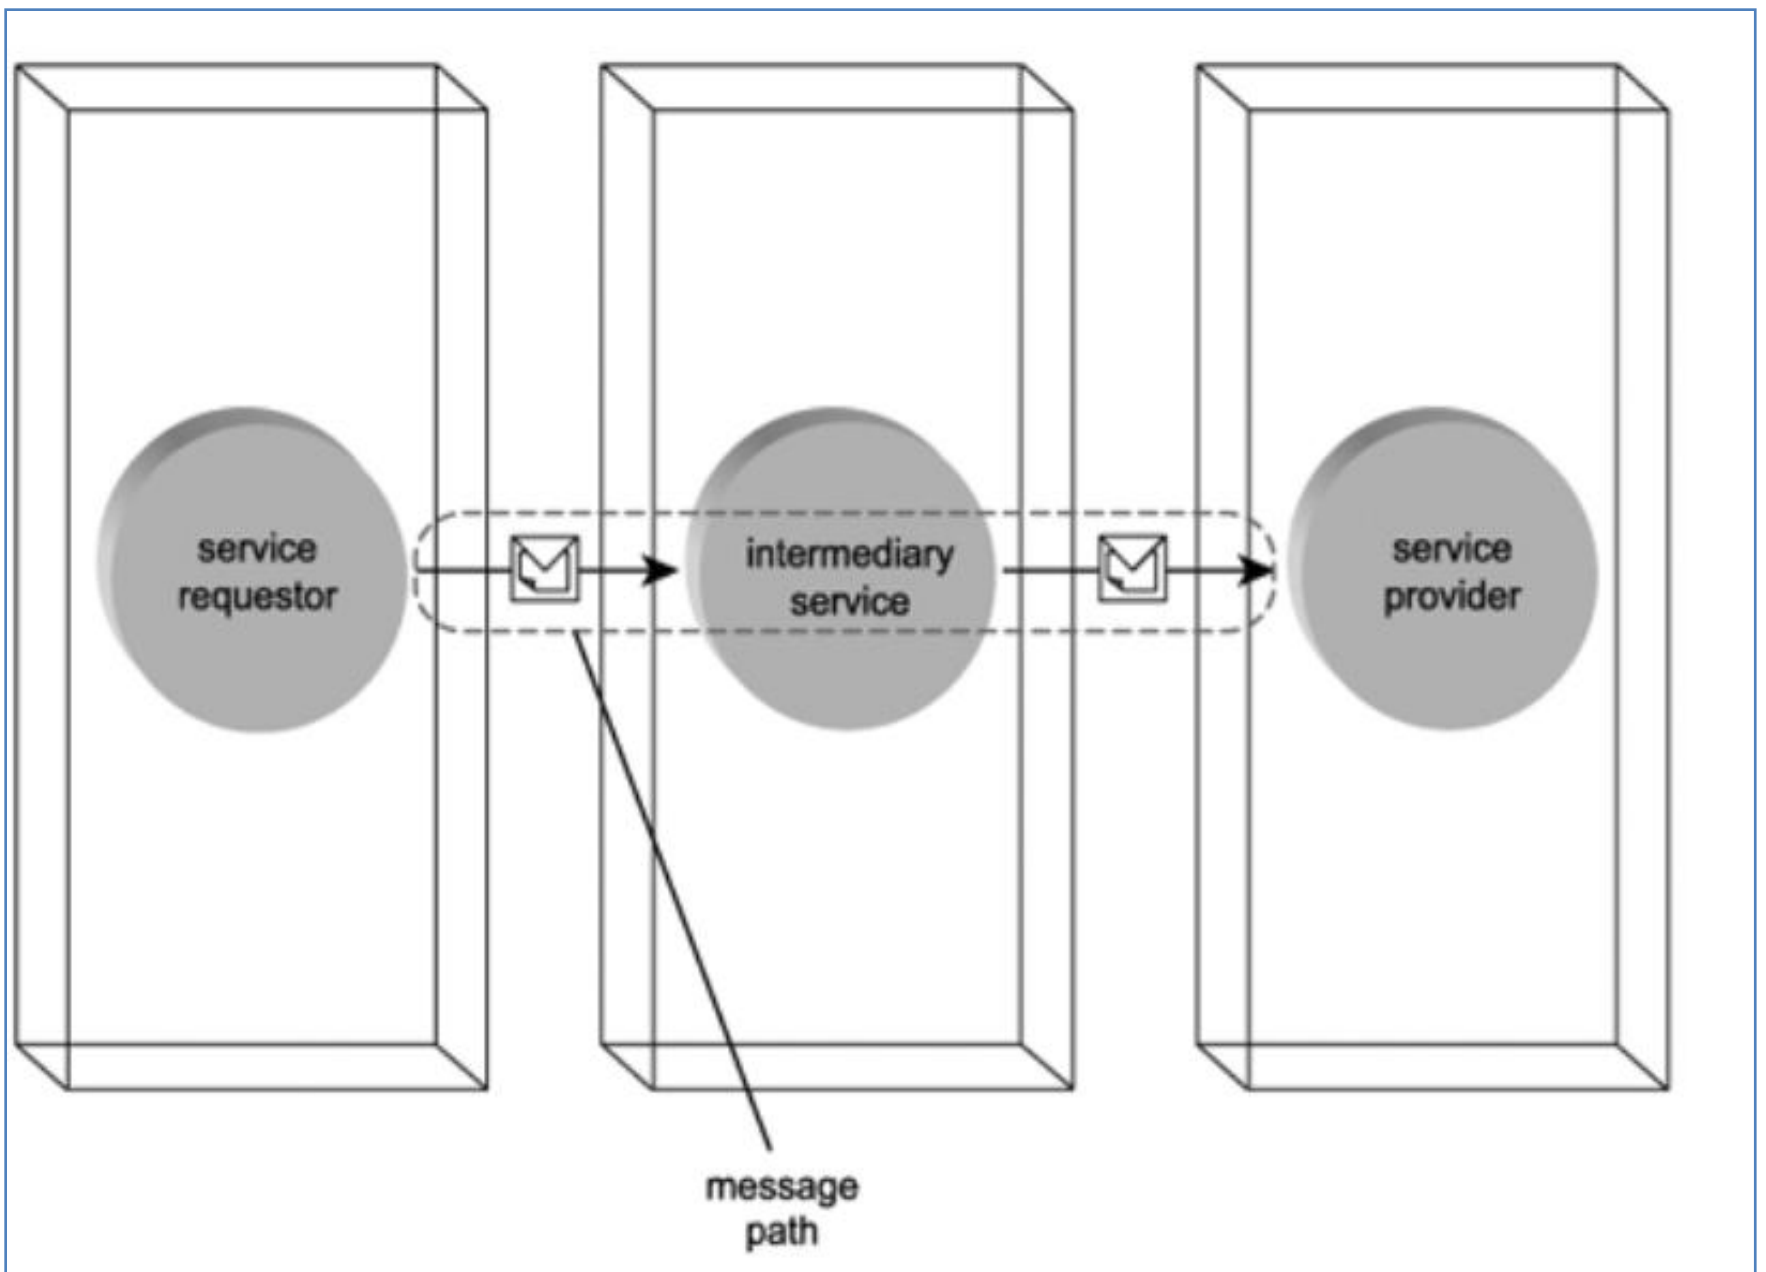 service
requestor
intermediary
service
service
provider
message
path